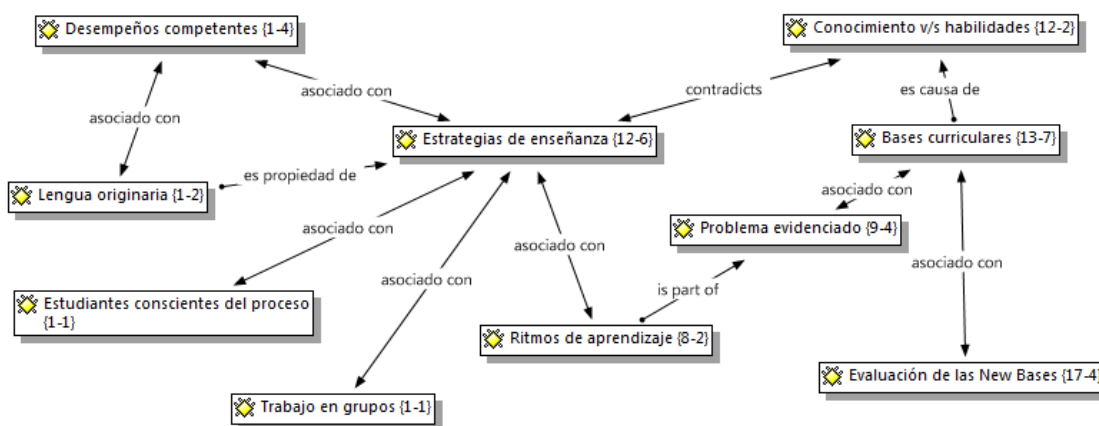 Desempeños competentes {1-4}
Conocimiento v/s habilidades {12-2}
asociado con
contradicts
es causa de
asociado con
Estrategias de enseñanza {12-6}
Bases curriculares {13-7}
es propiedad de
Lengua originaria {1-2}
asociado con
asociado con
Problema evidenciado {9-4}
asociado con
asociado con
asociado con
is part of
Estudiantes conscientes del proceso
{1-1}
Ritmos de aprendizaje {8-2}
Evaluación de las New Bases {17-4}
Trabajo en grupos {1-1}